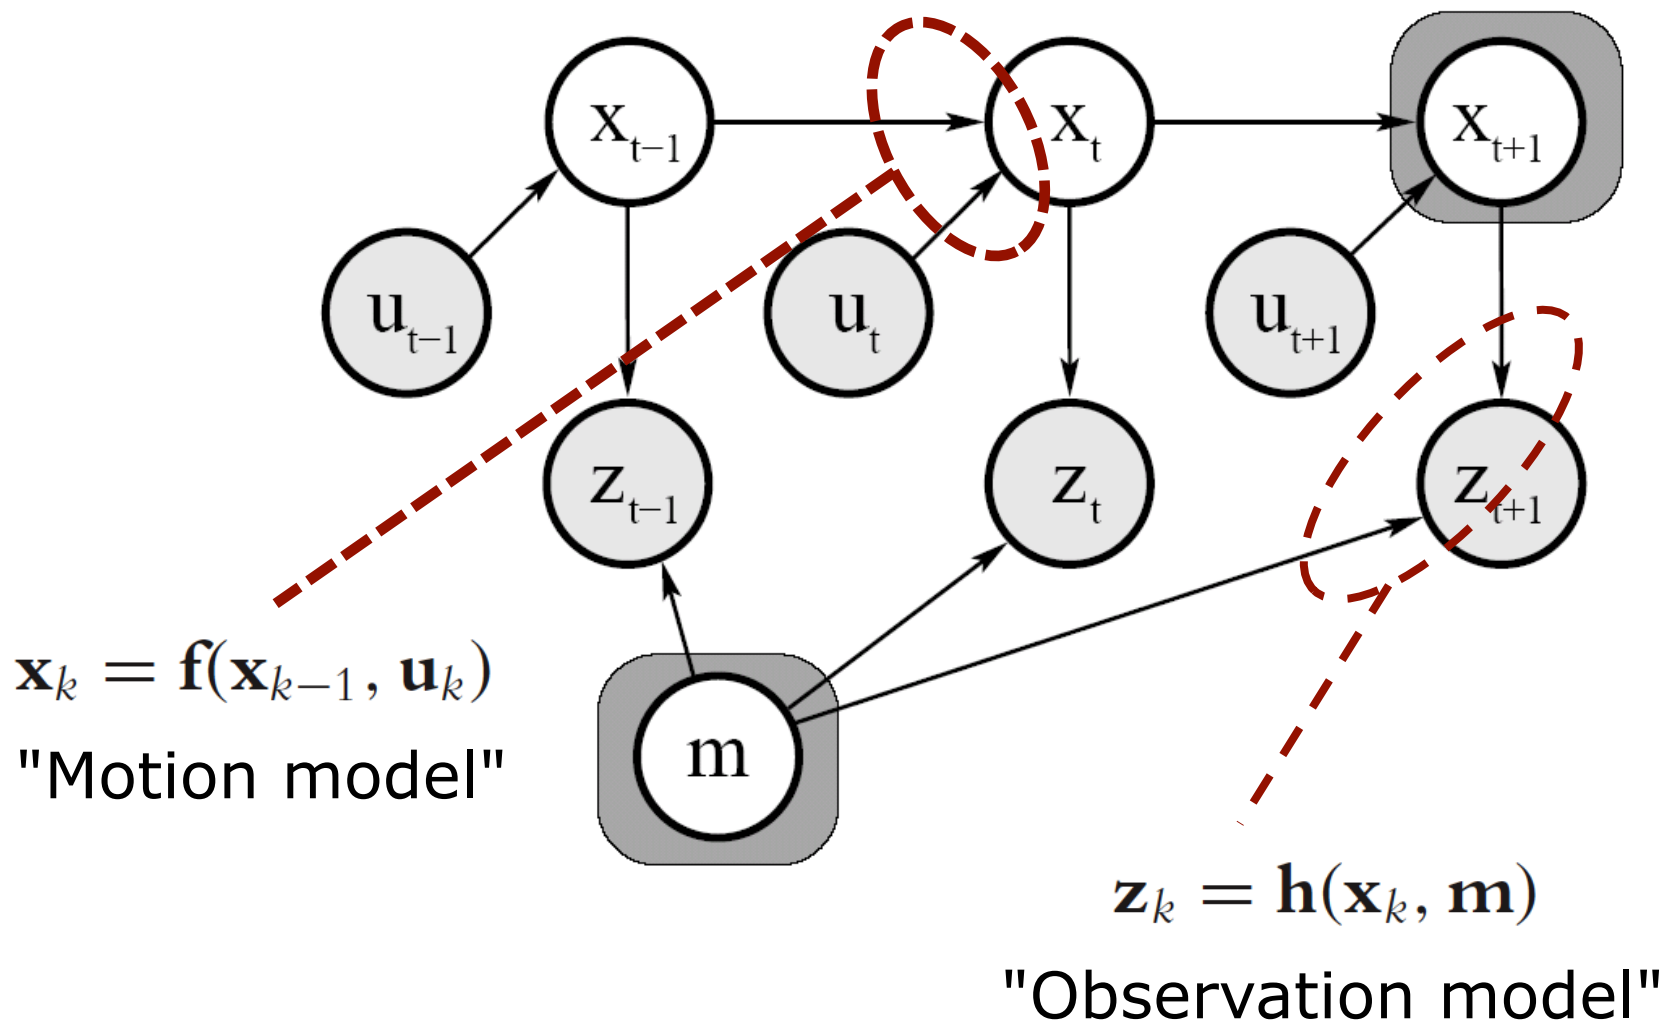 x_{t−1}
x_t
x_{t+1}
u_{t−1}
u_t
u_{t+1}
z_{t−1}
z_t
z_{t+1}
m
x_k = f(x_{k−1}, u_k)
"Motion model"
z_k = h(x_k, m)
"Observation model"